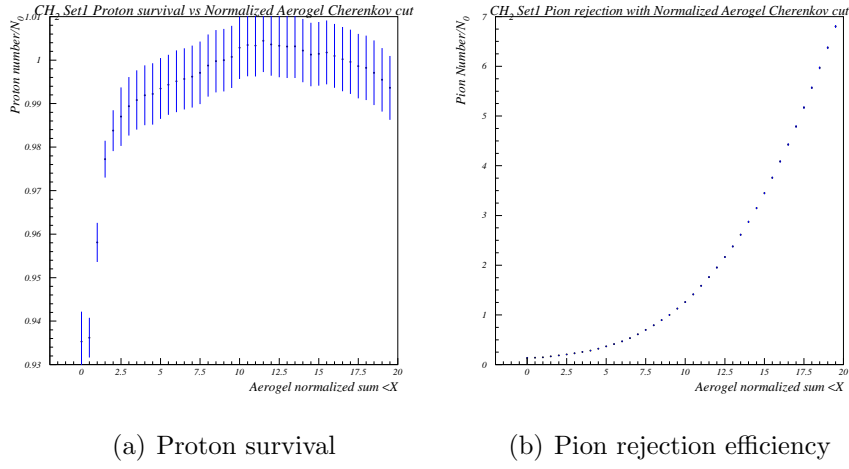 CH2 Set1 Proton survival vs Normalized Aerogel Cherenkov cut
Proton number/N0
1.01
1
0.99
0.98
0.97
0.96
0.95
0.94
0.93
0 2.5 5 7.5 10 12.5 15 17.5 20
Aerogel normalized sum <X
(a) Proton survival
CH2 Set1 Pion rejection with Normalized Aerogel Cherenkov cut
Pion Number/N0
7
6
5
4
3
2
1
0
0 2.5 5 7.5 10 12.5 15 17.5 20
Aerogel normalized sum <X
(b) Pion rejection efficiency